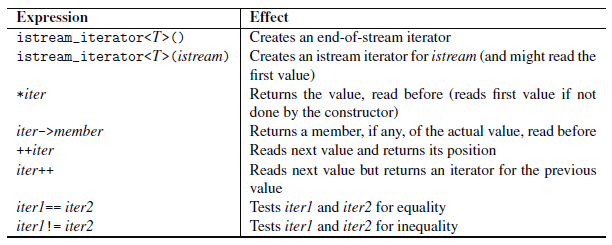 Expression Effect
istream_iterator<T>() Creates an end-of-stream iterator
istream_iterator<T>(istream) Creates an istream iterator for istream (and might read the
first value)
*iter Returns the value, read before (reads first value if not
done by the constructor)
iter->member Returns a member, if any, of the actual value, read before
++iter Reads next value and returns its position
iter++ Reads next value but returns an iterator for the previous
value
iter1== iter2 Tests iter1 and iter2 for equality
iter1!= iter2 Tests iter1 and iter2 for inequality